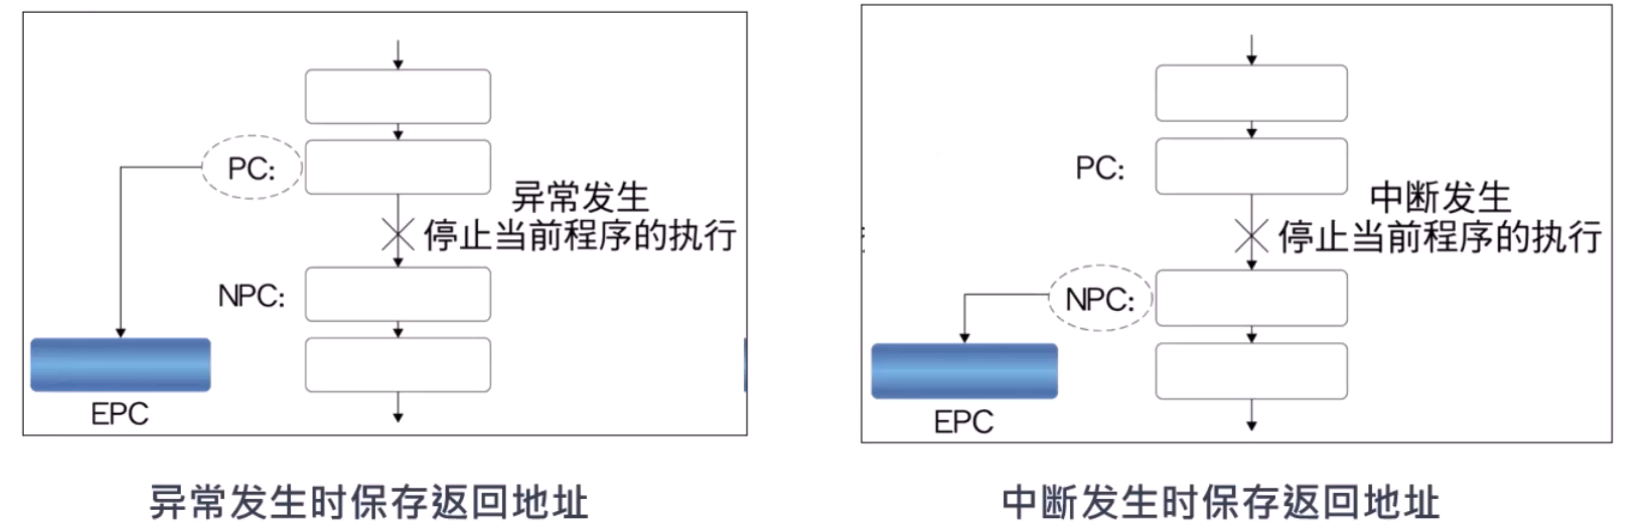 PC:
异常发生
停止当前程序的执行
NPC:
EPC
异常发生时保存返回地址
PC:
中断发生
停止当前程序的执行
NPC:
EPC
中断发生时保存返回地址